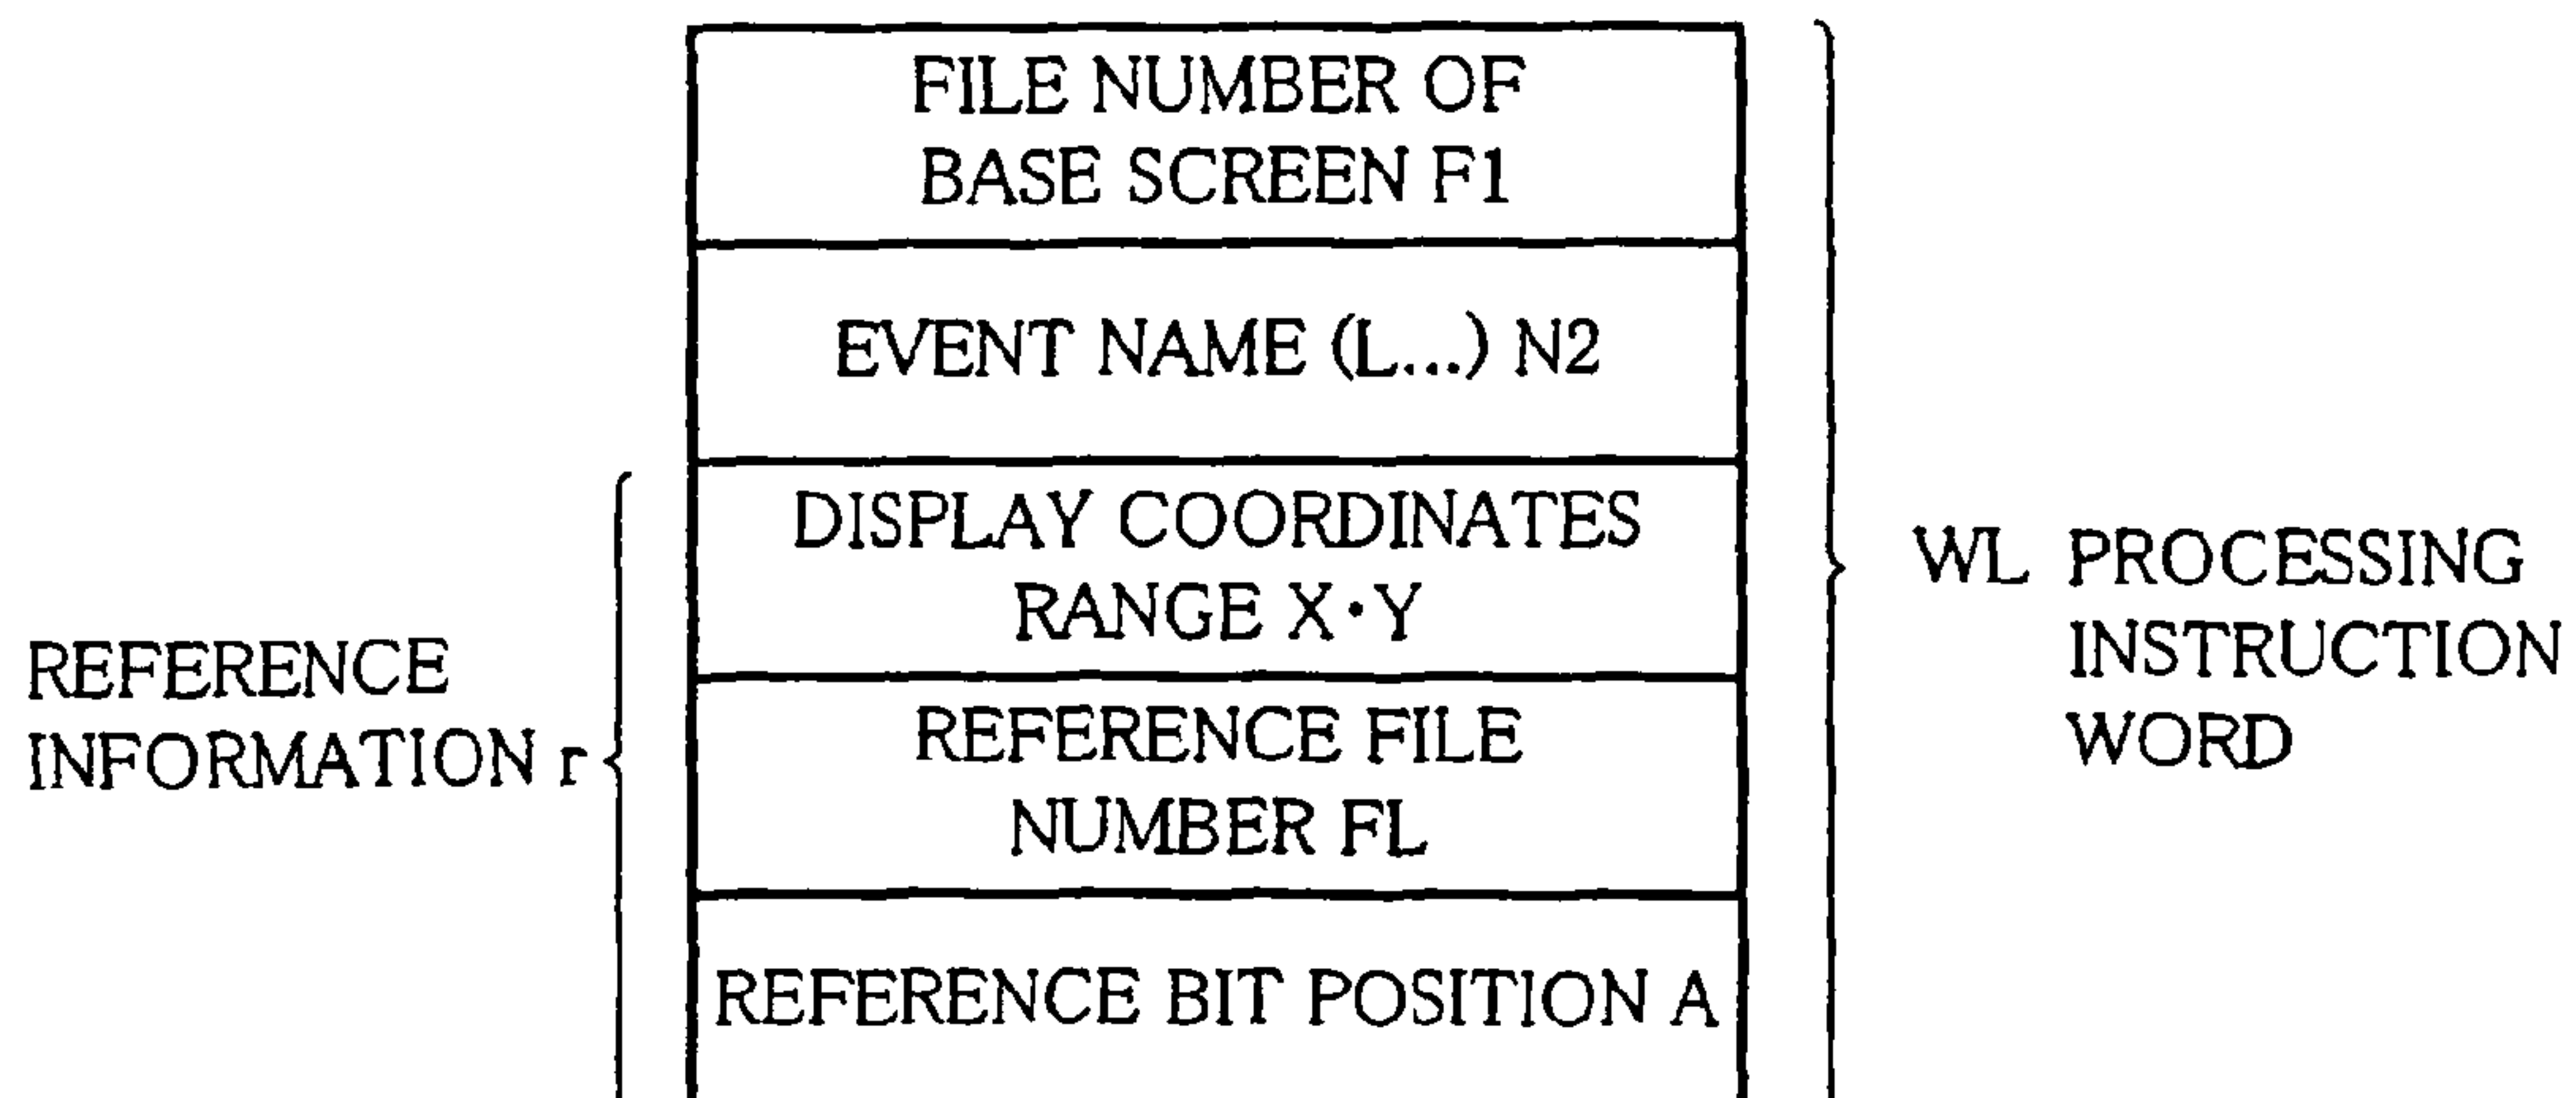 FILE NUMBER OF
BASE SCREEN F1
EVENT NAME (L...) N2
DISPLAY COORDINATES
RANGE X·Y
REFERENCE FILE
NUMBER FL
REFERENCE BIT POSITION A
REFERENCE
INFORMATION r
WL PROCESSING
INSTRUCTION
WORD